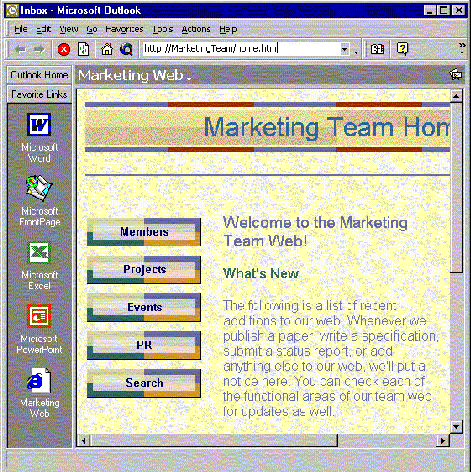 Inbox - Microsoft Outlook
File Edit View Go Favorites Tools Actions Help
http://MarketingTeam/home.htm
Outlook Home
Marketing Web .
Favorite Links
Microsoft
Word
Microsoft
FrontPage
Microsoft
Excel
Microsoft
PowerPoint
Marketing
Web
Marketing Team Hom
Members
Projects
Events
PR
Search
Welcome to the Marketing
Team Web!
What's New
The following is a list of recent
additions to our web. Whenever we
publish a paper, write a specification,
submit a status report, or add
anything else to our web, we'll put a
notice here. You can check each of
the functional areas of our team web
for updates as well.